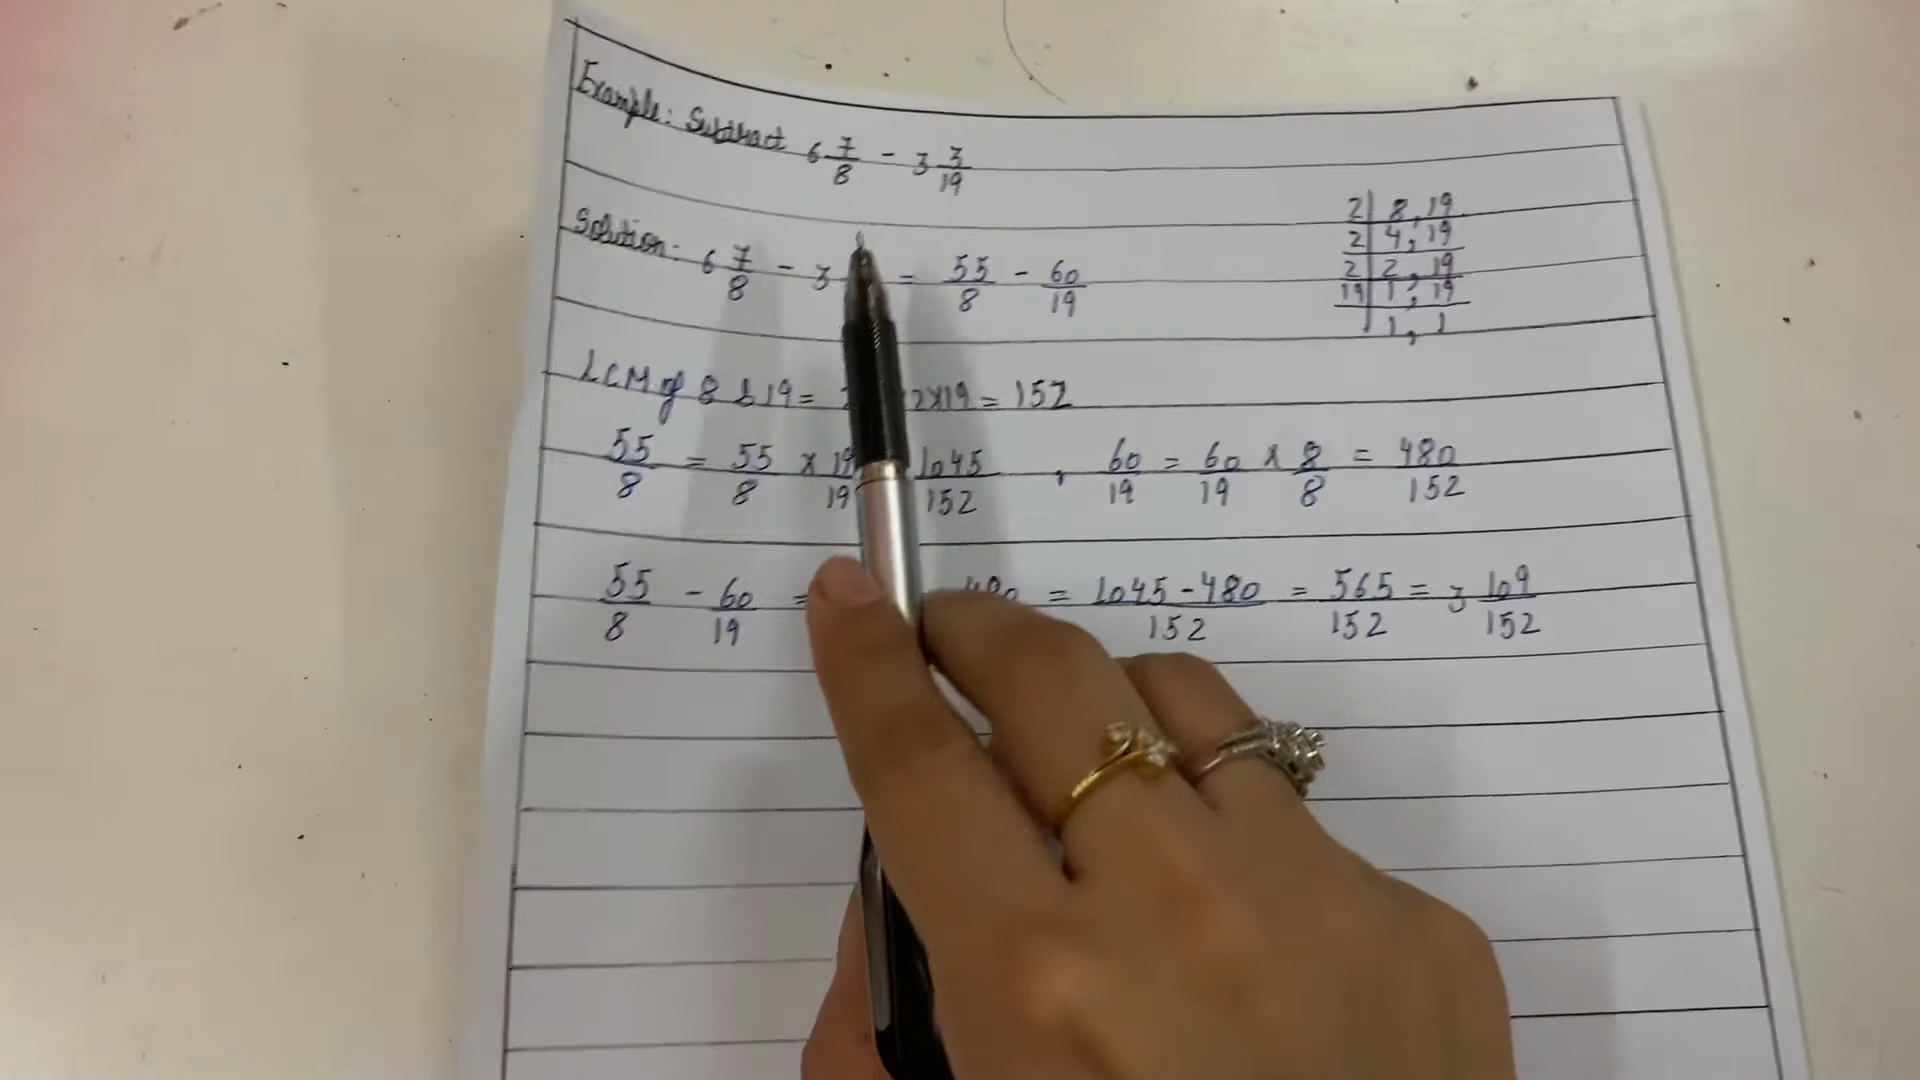 Example: Subtract 6 7/8 - 3 3/19
Solution: 6 7/8 - 3 = 55/8 - 60/19
2 | 8, 19
2 | 4, 19
2 | 2, 19
19 | 1, 19
1, 1
LCM of 8 & 19 = 2x19 = 152
55/8 = 55/8 x 19/19 1045/152 , 60/19 = 60/19 x 8/8 = 480/152
55/8 - 60/19 = 480 = 1045-480/152 = 565/152 = 3 109/152